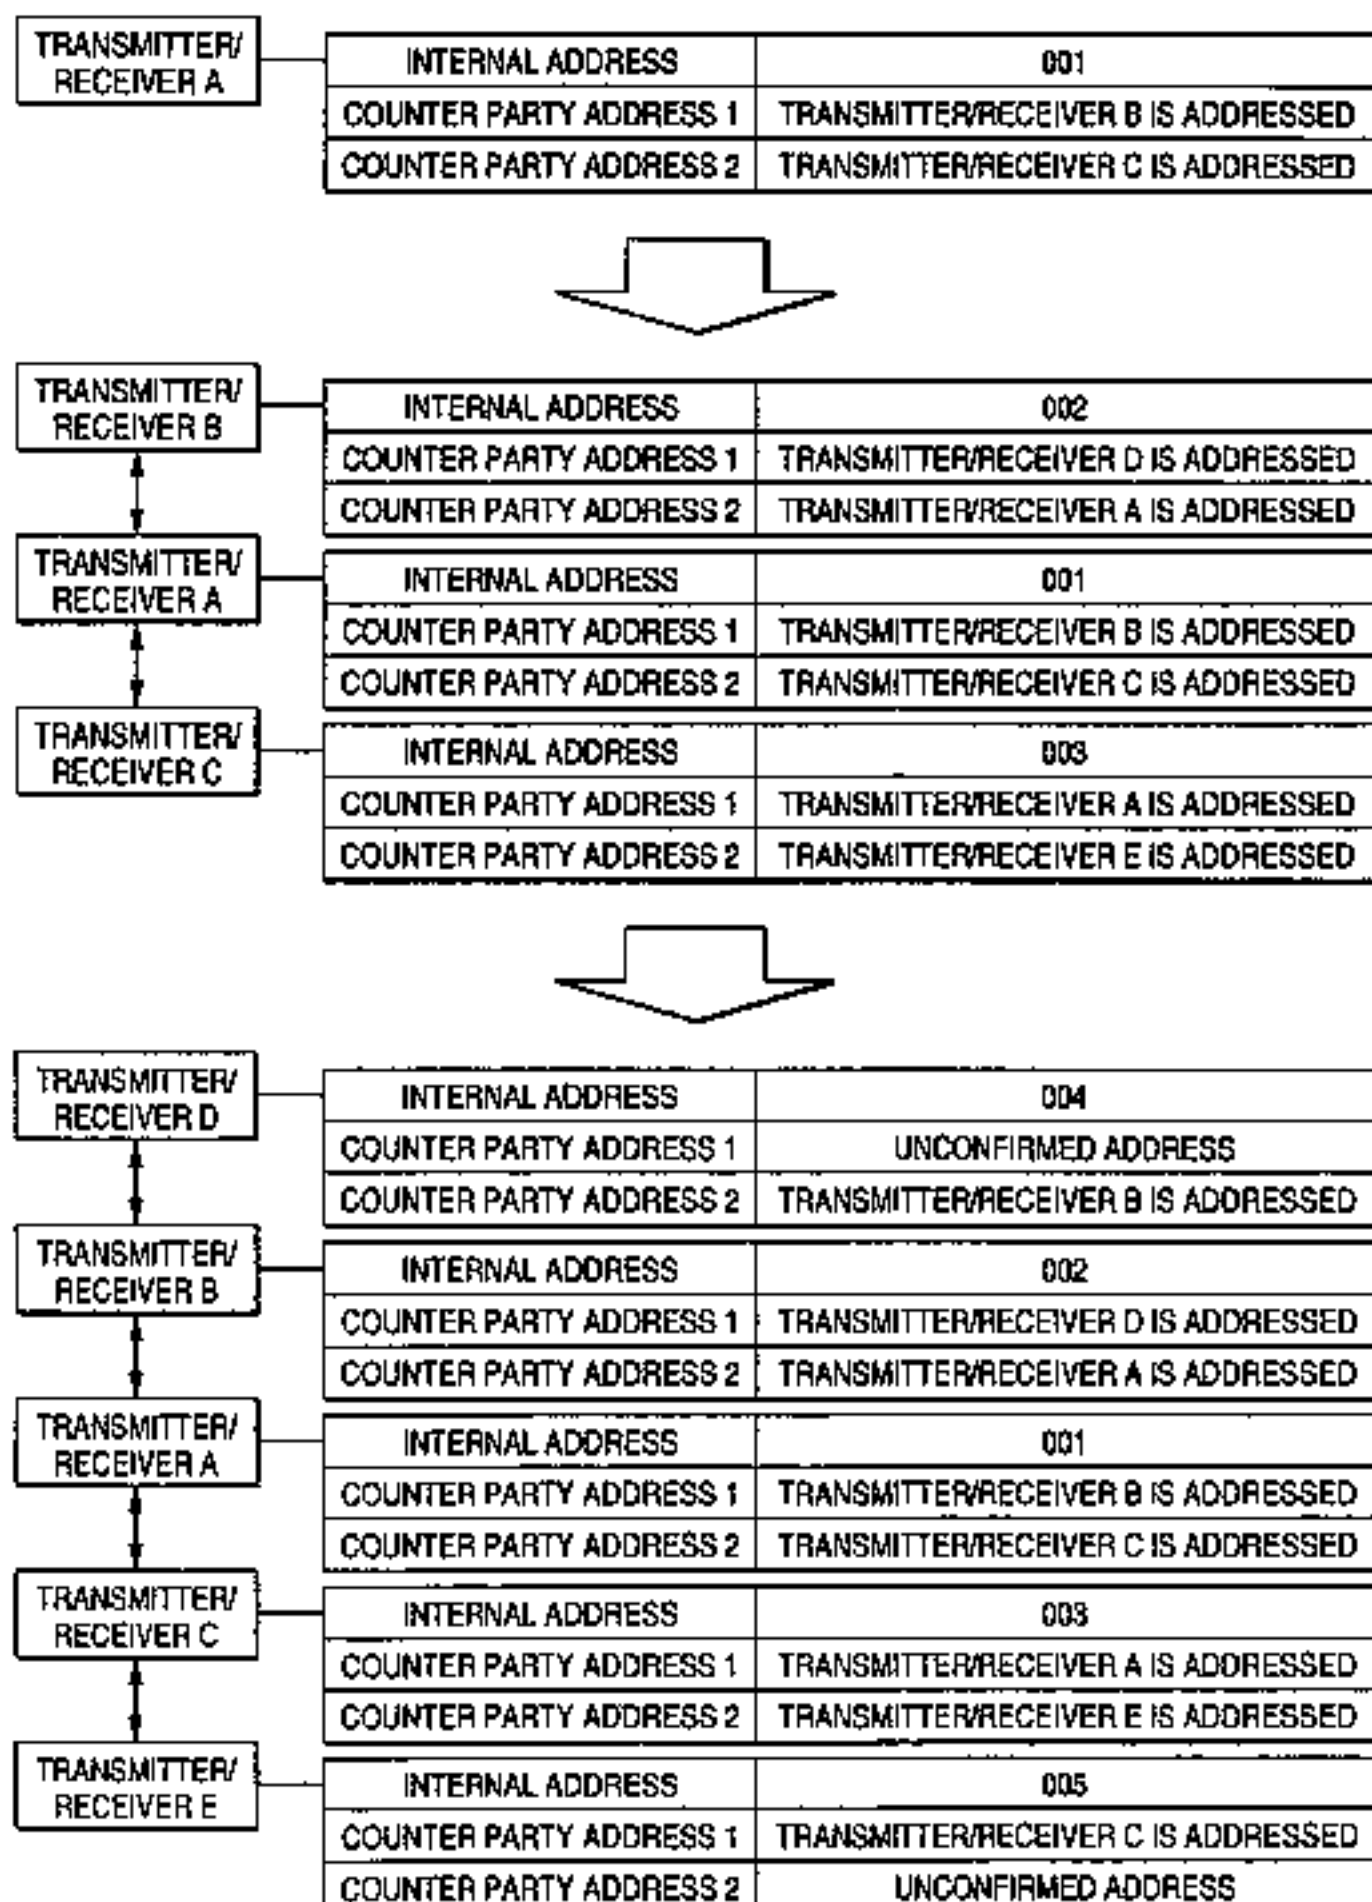 TRANSMITTER/
RECEIVER A
INTERNAL ADDRESS 001
COUNTER PARTY ADDRESS 1 TRANSMITTER/RECEIVER B IS ADDRESSED
COUNTER PARTY ADDRESS 2 TRANSMITTER/RECEIVER C IS ADDRESSED
TRANSMITTER/
RECEIVER B
INTERNAL ADDRESS 002
COUNTER PARTY ADDRESS 1 TRANSMITTER/RECEIVER D IS ADDRESSED
COUNTER PARTY ADDRESS 2 TRANSMITTER/RECEIVER A IS ADDRESSED
TRANSMITTER/
RECEIVER A
INTERNAL ADDRESS 001
COUNTER PARTY ADDRESS 1 TRANSMITTER/RECEIVER B IS ADDRESSED
COUNTER PARTY ADDRESS 2 TRANSMITTER/RECEIVER C IS ADDRESSED
TRANSMITTER/
RECEIVER C
INTERNAL ADDRESS 003
COUNTER PARTY ADDRESS 1 TRANSMITTER/RECEIVER A IS ADDRESSED
COUNTER PARTY ADDRESS 2 TRANSMITTER/RECEIVER E IS ADDRESSED
TRANSMITTER/
RECEIVER D
INTERNAL ADDRESS 004
COUNTER PARTY ADDRESS 1 UNCONFIRMED ADDRESS
COUNTER PARTY ADDRESS 2 TRANSMITTER/RECEIVER B IS ADDRESSED
TRANSMITTER/
RECEIVER B
INTERNAL ADDRESS 002
COUNTER PARTY ADDRESS 1 TRANSMITTER/RECEIVER D IS ADDRESSED
COUNTER PARTY ADDRESS 2 TRANSMITTER/RECEIVER A IS ADDRESSED
TRANSMITTER/
RECEIVER A
INTERNAL ADDRESS 001
COUNTER PARTY ADDRESS 1 TRANSMITTER/RECEIVER B IS ADDRESSED
COUNTER PARTY ADDRESS 2 TRANSMITTER/RECEIVER C IS ADDRESSED
TRANSMITTER/
RECEIVER C
INTERNAL ADDRESS 003
COUNTER PARTY ADDRESS 1 TRANSMITTER/RECEIVER A IS ADDRESSED
COUNTER PARTY ADDRESS 2 TRANSMITTER/RECEIVER E IS ADDRESSED
TRANSMITTER/
RECEIVER E
INTERNAL ADDRESS 005
COUNTER PARTY ADDRESS 1 TRANSMITTER/RECEIVER C IS ADDRESSED
COUNTER PARTY ADDRESS 2 UNCONFIRMED ADDRESS